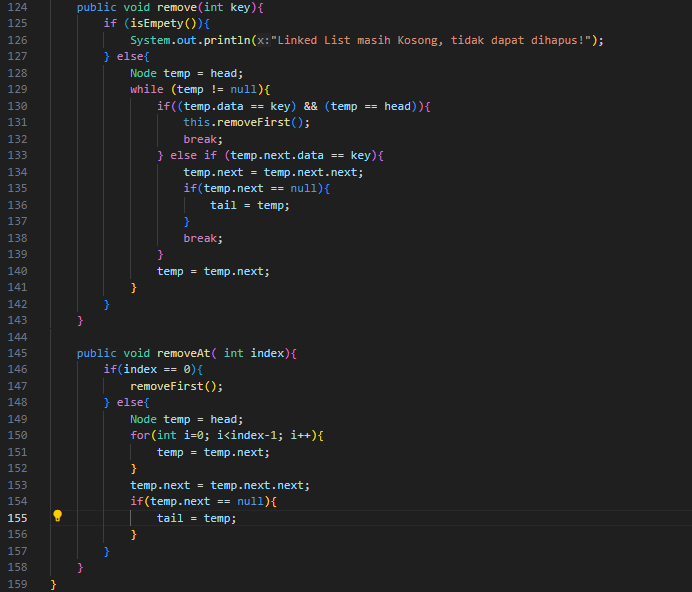 124 public void remove(int key){
125 if (isEmpety()){
126 System.out.println(x:"Linked List masih Kosong, tidak dapat dihapus!");
127 } else{
128 Node temp = head;
129 while (temp != null){
130 if((temp.data == key) && (temp == head)){
131 this.removeFirst();
132 break;
133 } else if (temp.next.data == key){
134 temp.next = temp.next.next;
135 if(temp.next == null){
136 tail = temp;
137 }
138 break;
139 }
140 temp = temp.next;
141 }
142 }
143 }
144
145 public void removeAt( int index){
146 if(index == 0){
147 removeFirst();
148 } else{
149 Node temp = head;
150 for(int i=0; i<index-1; i++){
151 temp = temp.next;
152 }
153 temp.next = temp.next.next;
154 if(temp.next == null){
155 tail = temp;
156 }
157 }
158 }
159 }